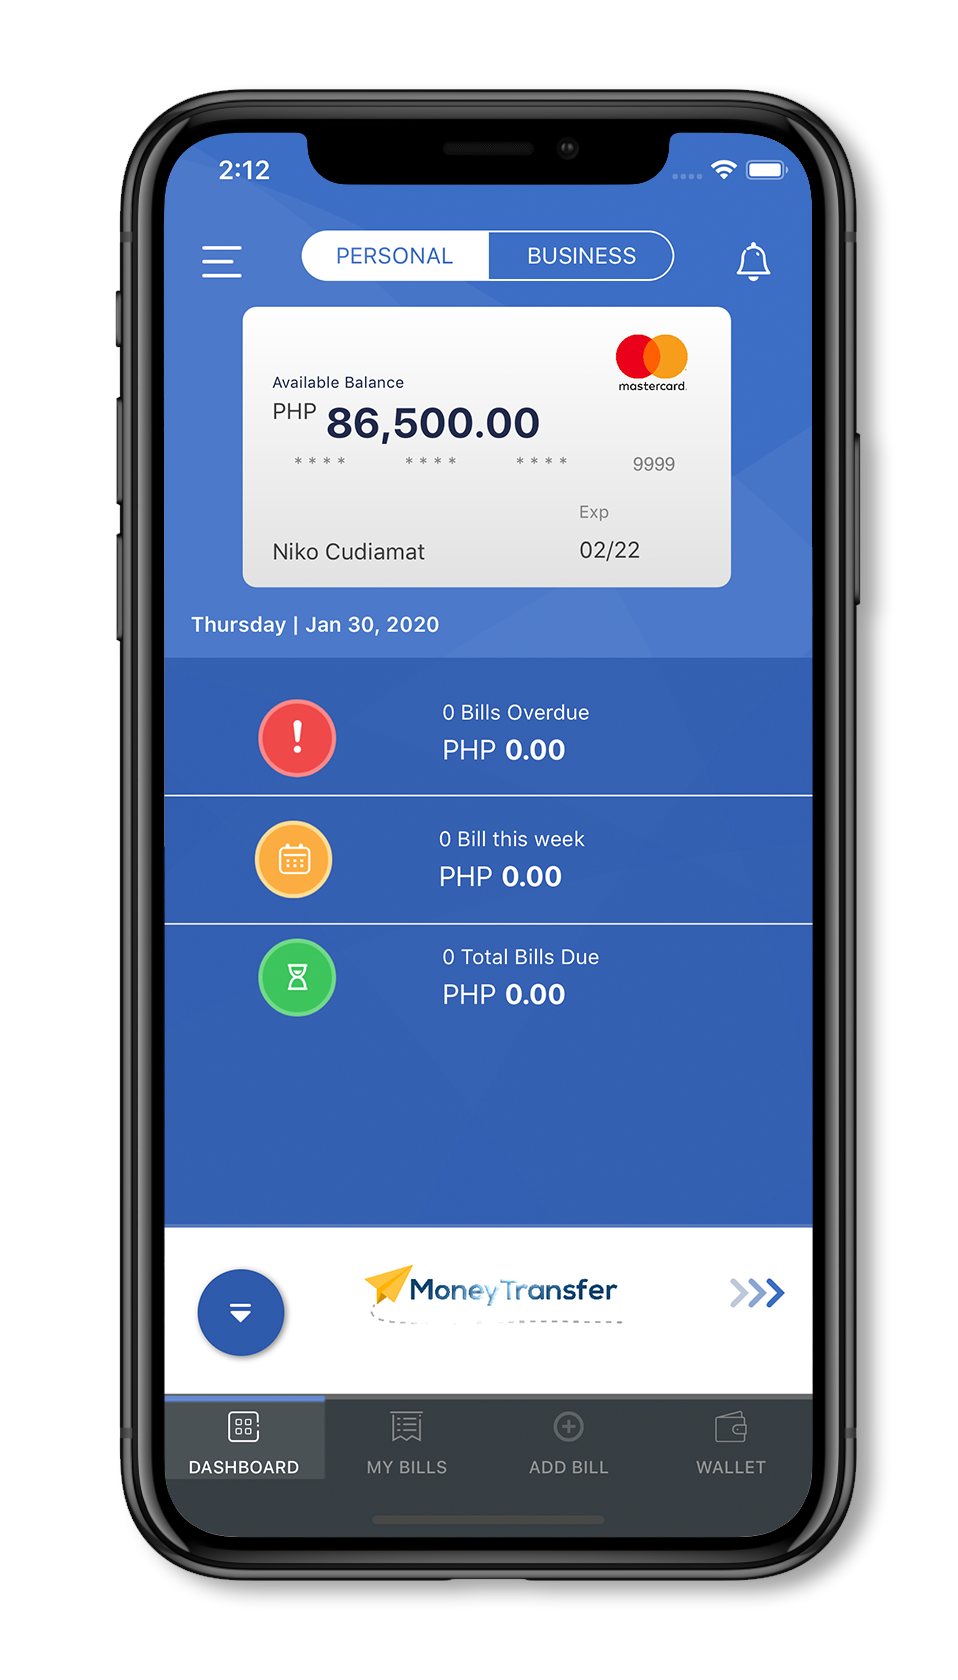 2:12
PERSONAL
BUSINESS
mastercard.
Available Balance
PHP 86,500.00
**** **** **** 9999
Exp
Niko Cudiamat 02/22
Thursday | Jan 30, 2020
0 Bills Overdue
PHP 0.00
0 Bill this week
PHP 0.00
0 Total Bills Due
PHP 0.00
MoneyTransfer
DASHBOARD
MY BILLS
ADD BILL
WALLET